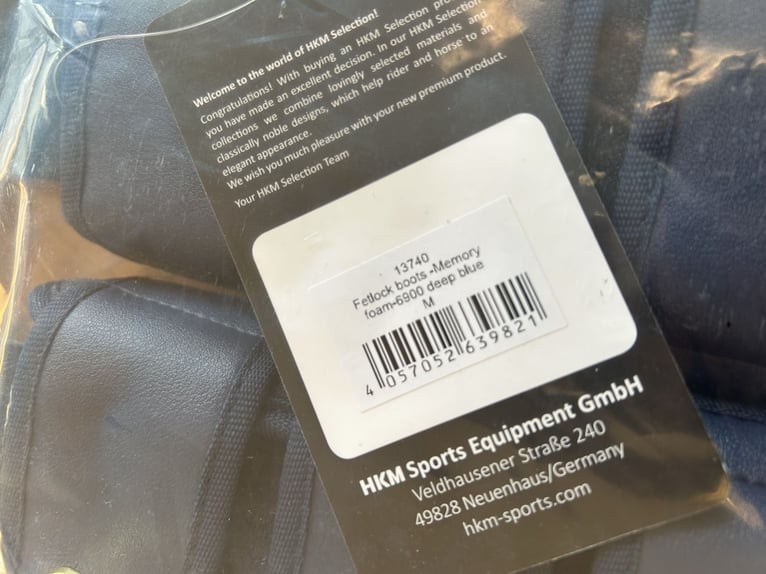 Welcome to the world of HKM Selection!
Congratulations! With buying an HKM Selection
you have made an excellent decision. In our HKM Selection
collections we combine lovingly selected materials and
classically noble designs, which help rider and horse to an
elegant appearance.
We wish you much pleasure with your new premium product.
Your HKM Selection Team
13740
Fetlock boots -Memory
foam-6900 deep blue
M
4 057052 639821
HKM Sports Equipment GmbH
Veldhausener Straße 240
49828 Neuenhaus/Germany
hkm-sports.com